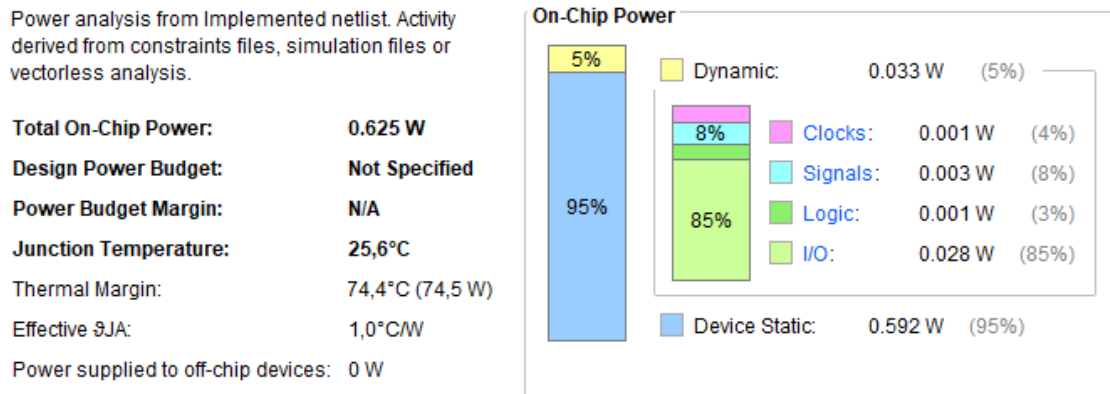 Power analysis from Implemented netlist. Activity
derived from constraints files, simulation files or
vectorless analysis.
Total On-Chip Power: 0.625 W
Design Power Budget: Not Specified
Power Budget Margin: N/A
Junction Temperature: 25,6°C
Thermal Margin: 74,4°C (74,5 W)
Effective ϑJA: 1,0°C/W
Power supplied to off-chip devices: 0 W
On-Chip Power
5%
95%
Dynamic: 0.033 W (5%)
8%
85%
Clocks: 0.001 W (4%)
Signals: 0.003 W (8%)
Logic: 0.001 W (3%)
I/O: 0.028 W (85%)
Device Static: 0.592 W (95%)